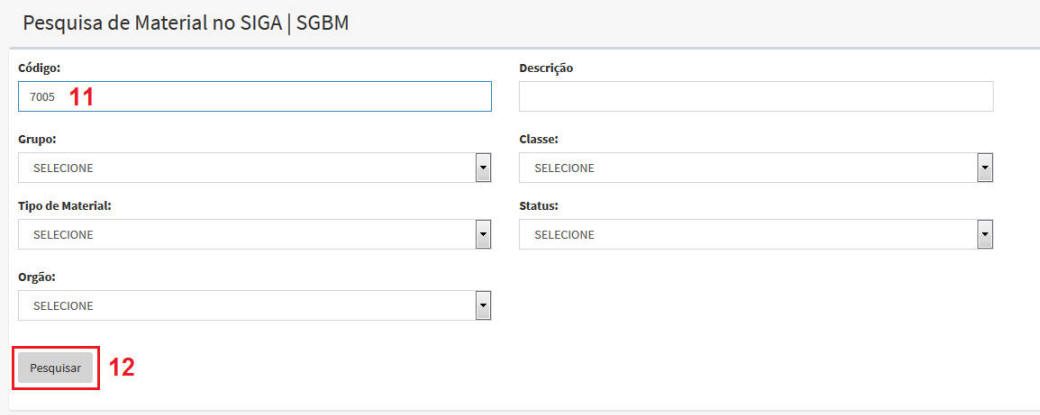 Pesquisa de Material no SIGA | SGBM
Código: Descrição
7005 11
Grupo: Classe:
SELECIONE SELECIONE
Tipo de Material: Status:
SELECIONE SELECIONE
Orgão:
SELECIONE
Pesquisar 12